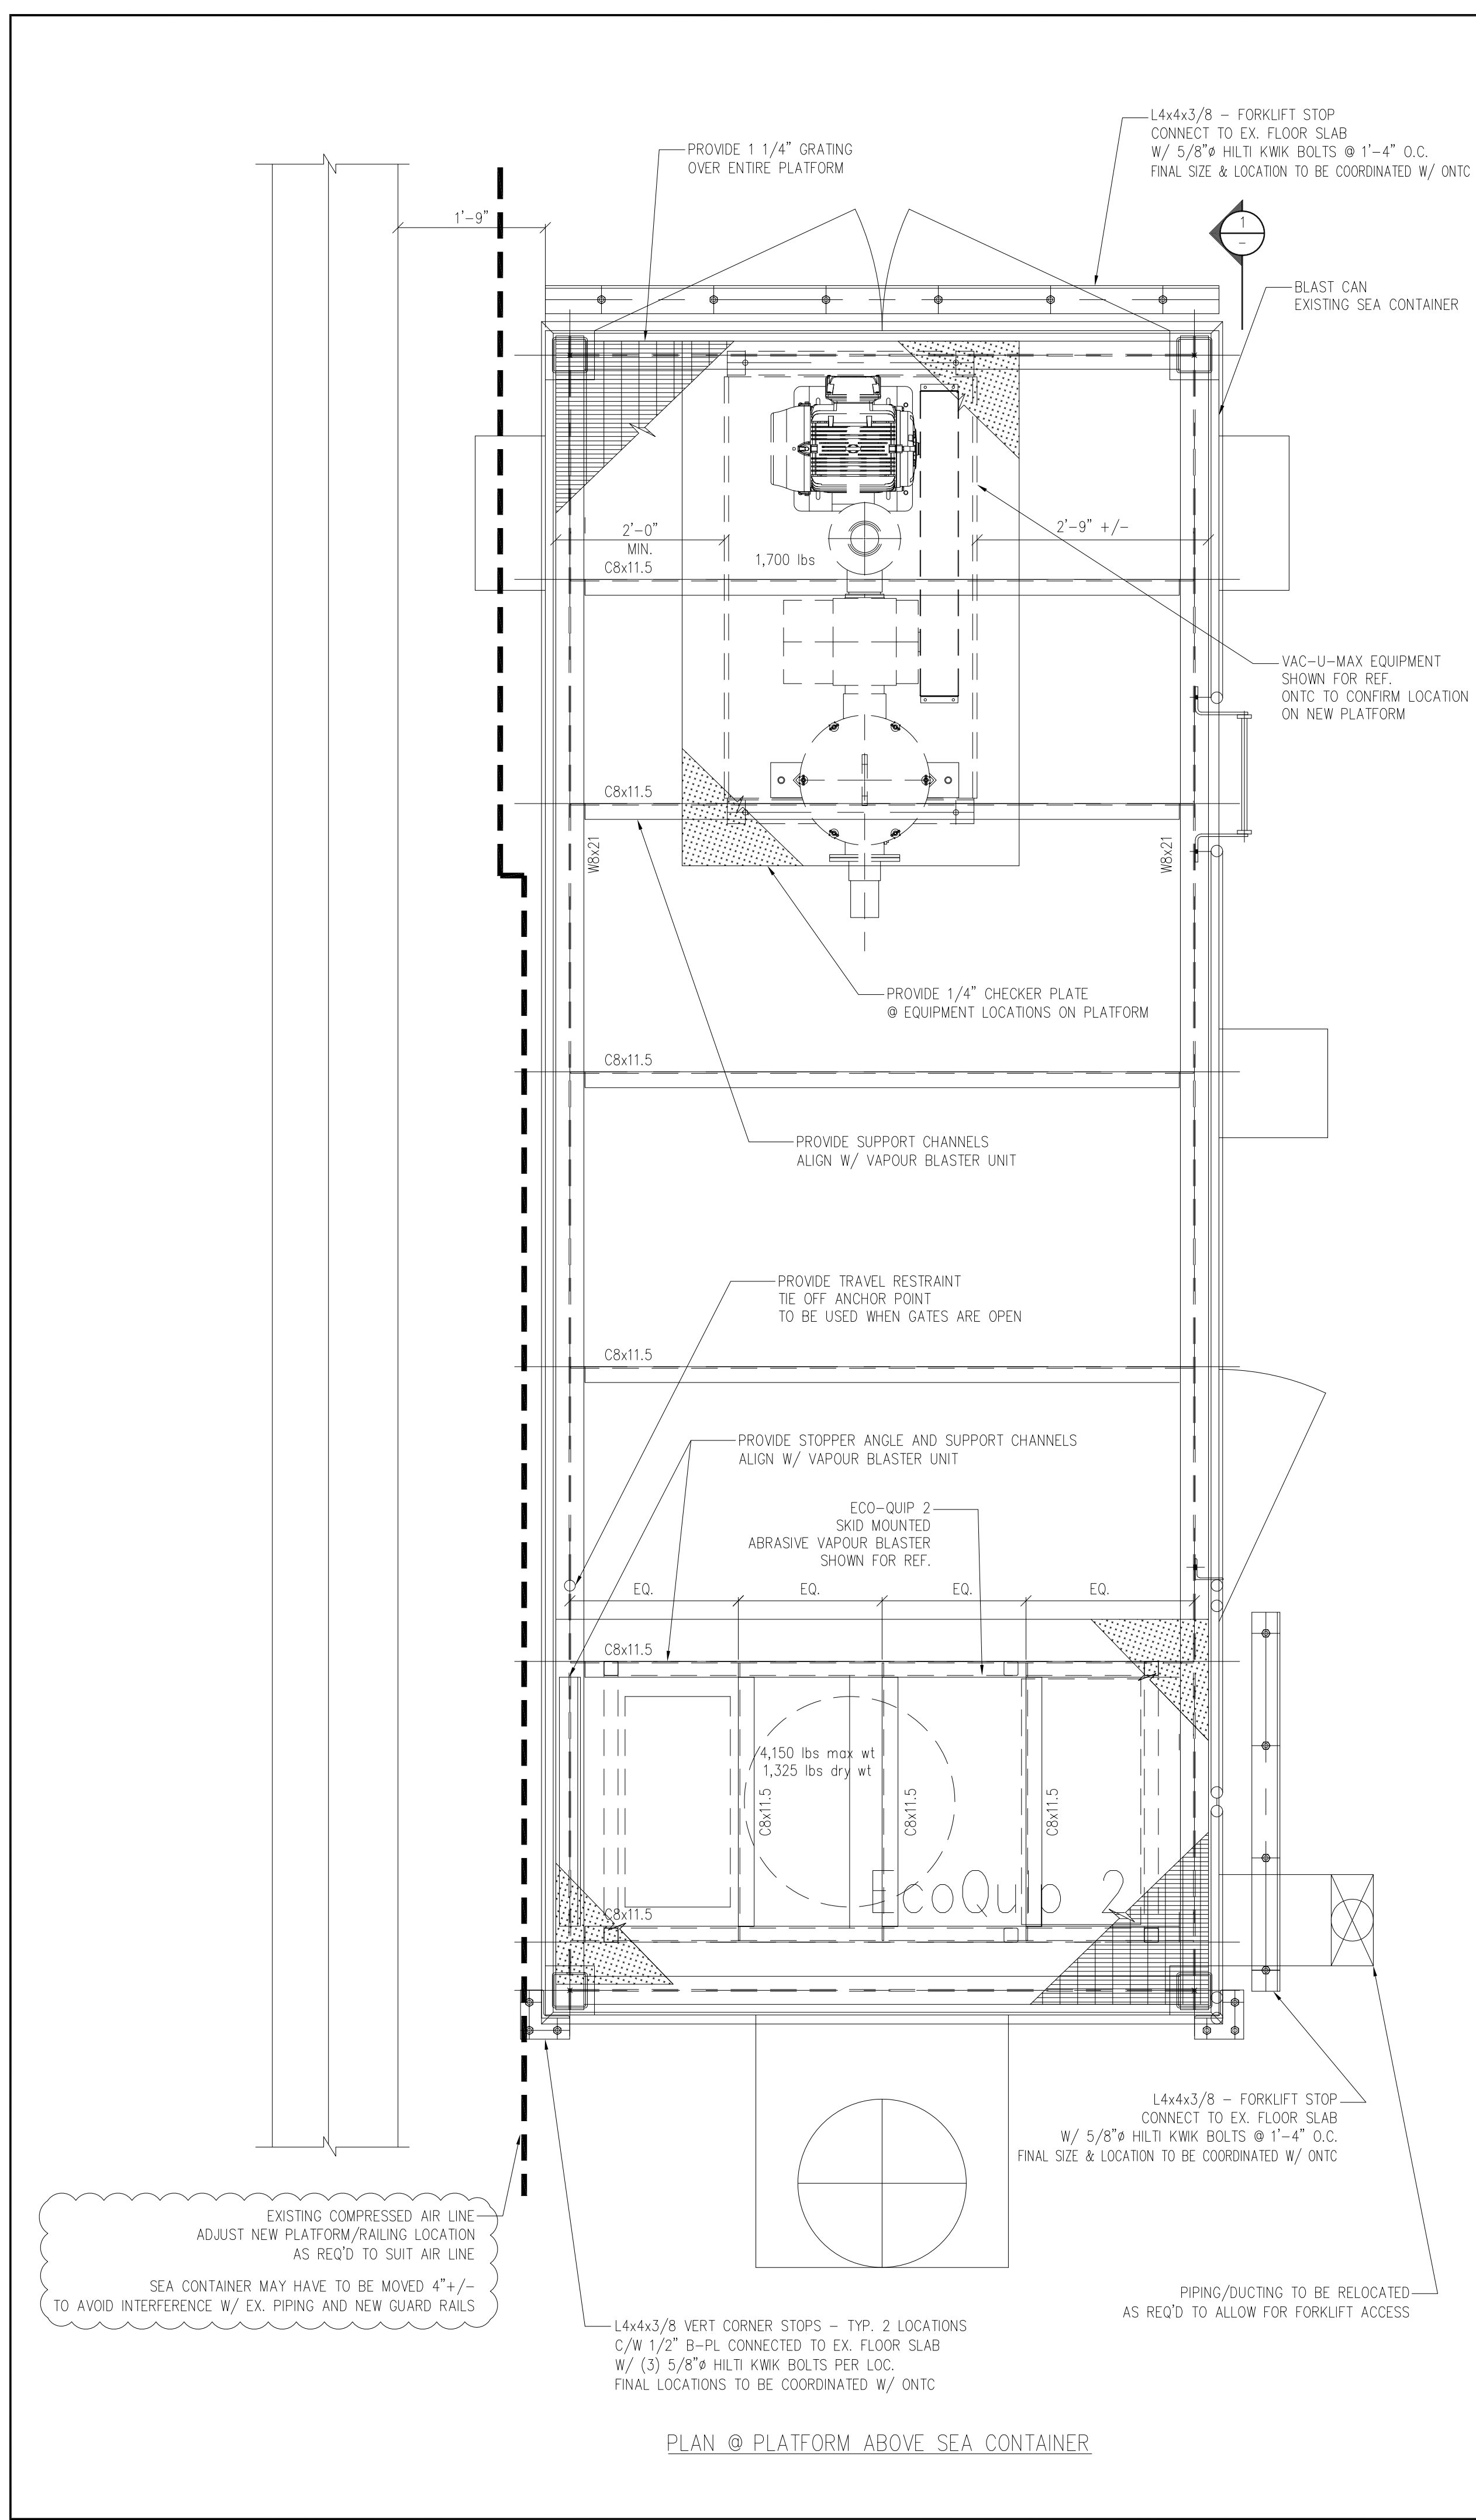 L4x4x3/8 – FORKLIFT STOP
CONNECT TO EX. FLOOR SLAB
W/ 5/8"ø HILTI KWIK BOLTS @ 1'–4" O.C.
FINAL SIZE & LOCATION TO BE COORDINATED W/ ONTC
PROVIDE 1 1/4" GRATING
OVER ENTIRE PLATFORM
1'–9"
1
–
BLAST CAN
EXISTING SEA CONTAINER
2'–0"
MIN.
2'–9" +/–
1,700 lbs
C8x11.5
VAC–U–MAX EQUIPMENT
SHOWN FOR REF.
ONTC TO CONFIRM LOCATION
ON NEW PLATFORM
C8x11.5
W8x21
W8x21
PROVIDE 1/4" CHECKER PLATE
@ EQUIPMENT LOCATIONS ON PLATFORM
C8x11.5
PROVIDE SUPPORT CHANNELS
ALIGN W/ VAPOUR BLASTER UNIT
PROVIDE TRAVEL RESTRAINT
TIE OFF ANCHOR POINT
TO BE USED WHEN GATES ARE OPEN
C8x11.5
PROVIDE STOPPER ANGLE AND SUPPORT CHANNELS
ALIGN W/ VAPOUR BLASTER UNIT
ECO–QUIP 2
SKID MOUNTED
ABRASIVE VAPOUR BLASTER
SHOWN FOR REF.
EQ.
EQ.
EQ.
EQ.
C8x11.5
4,150 lbs max wt
1,325 lbs dry wt
C8x11.5
C8x11.5
C8x11.5
EcoQuip 2
C8x11.5
L4x4x3/8 – FORKLIFT STOP
CONNECT TO EX. FLOOR SLAB
W/ 5/8"ø HILTI KWIK BOLTS @ 1'–4" O.C.
FINAL SIZE & LOCATION TO BE COORDINATED W/ ONTC
EXISTING COMPRESSED AIR LINE
ADJUST NEW PLATFORM/RAILING LOCATION
AS REQ'D TO SUIT AIR LINE
SEA CONTAINER MAY HAVE TO BE MOVED 4"+/–
TO AVOID INTERFERENCE W/ EX. PIPING AND NEW GUARD RAILS
PIPING/DUCTING TO BE RELOCATED
AS REQ'D TO ALLOW FOR FORKLIFT ACCESS
L4x4x3/8 VERT CORNER STOPS – TYP. 2 LOCATIONS
C/W 1/2" B–PL CONNECTED TO EX. FLOOR SLAB
W/ (3) 5/8"ø HILTI KWIK BOLTS PER LOC.
FINAL LOCATIONS TO BE COORDINATED W/ ONTC
PLAN @ PLATFORM ABOVE SEA CONTAINER